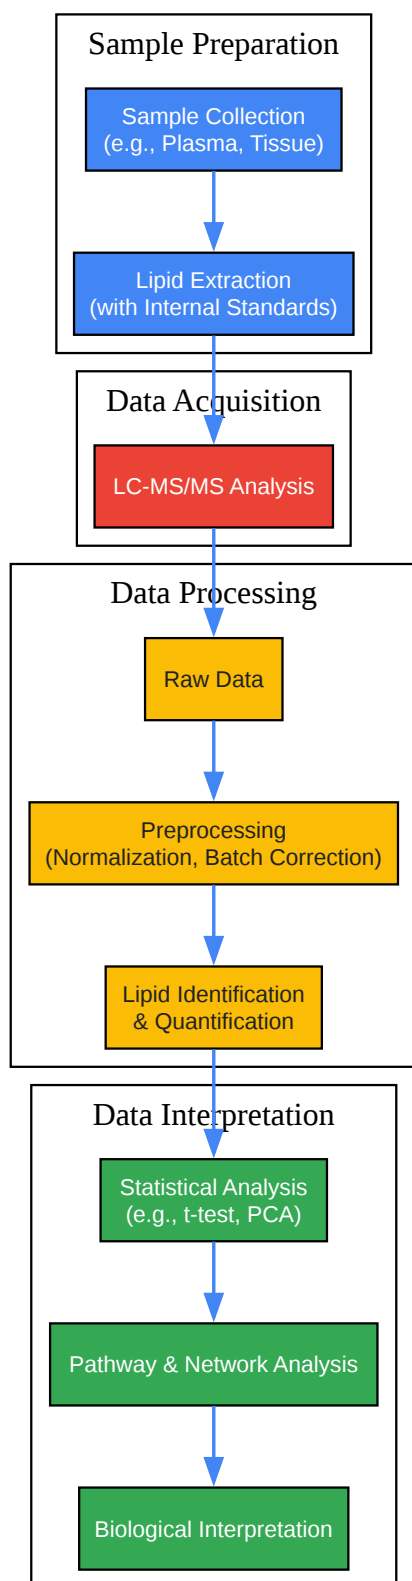 Sample Preparation
Sample Collection
(e.g., Plasma, Tissue)
Lipid Extraction
(with Internal Standards)
Data Acquisition
LC-MS/MS Analysis
Data Processing
Raw Data
Preprocessing
(Normalization, Batch Correction)
Lipid Identification
& Quantification
Data Interpretation
Statistical Analysis
(e.g., t-test, PCA)
Pathway & Network Analysis
Biological Interpretation